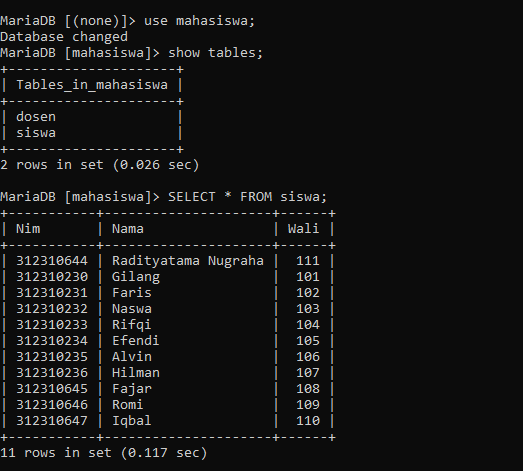 MariaDB [(none)]> use mahasiswa;
Database changed
MariaDB [mahasiswa]> show tables;
+---------------------+
| Tables_in_mahasiswa |
+---------------------+
| dosen               |
| siswa               |
+---------------------+
2 rows in set (0.026 sec)

MariaDB [mahasiswa]> SELECT * FROM siswa;
+-----------+---------------------+------+
| Nim       | Nama                | Wali |
+-----------+---------------------+------+
| 312310644 | Radityatama Nugraha |  111 |
| 312310230 | Gilang              |  101 |
| 312310231 | Faris               |  102 |
| 312310232 | Naswa               |  103 |
| 312310233 | Rifqi               |  104 |
| 312310234 | Efendi              |  105 |
| 312310235 | Alvin               |  106 |
| 312310236 | Hilman              |  107 |
| 312310645 | Fajar               |  108 |
| 312310646 | Romi                |  109 |
| 312310647 | Iqbal               |  110 |
+-----------+---------------------+------+
11 rows in set (0.117 sec)